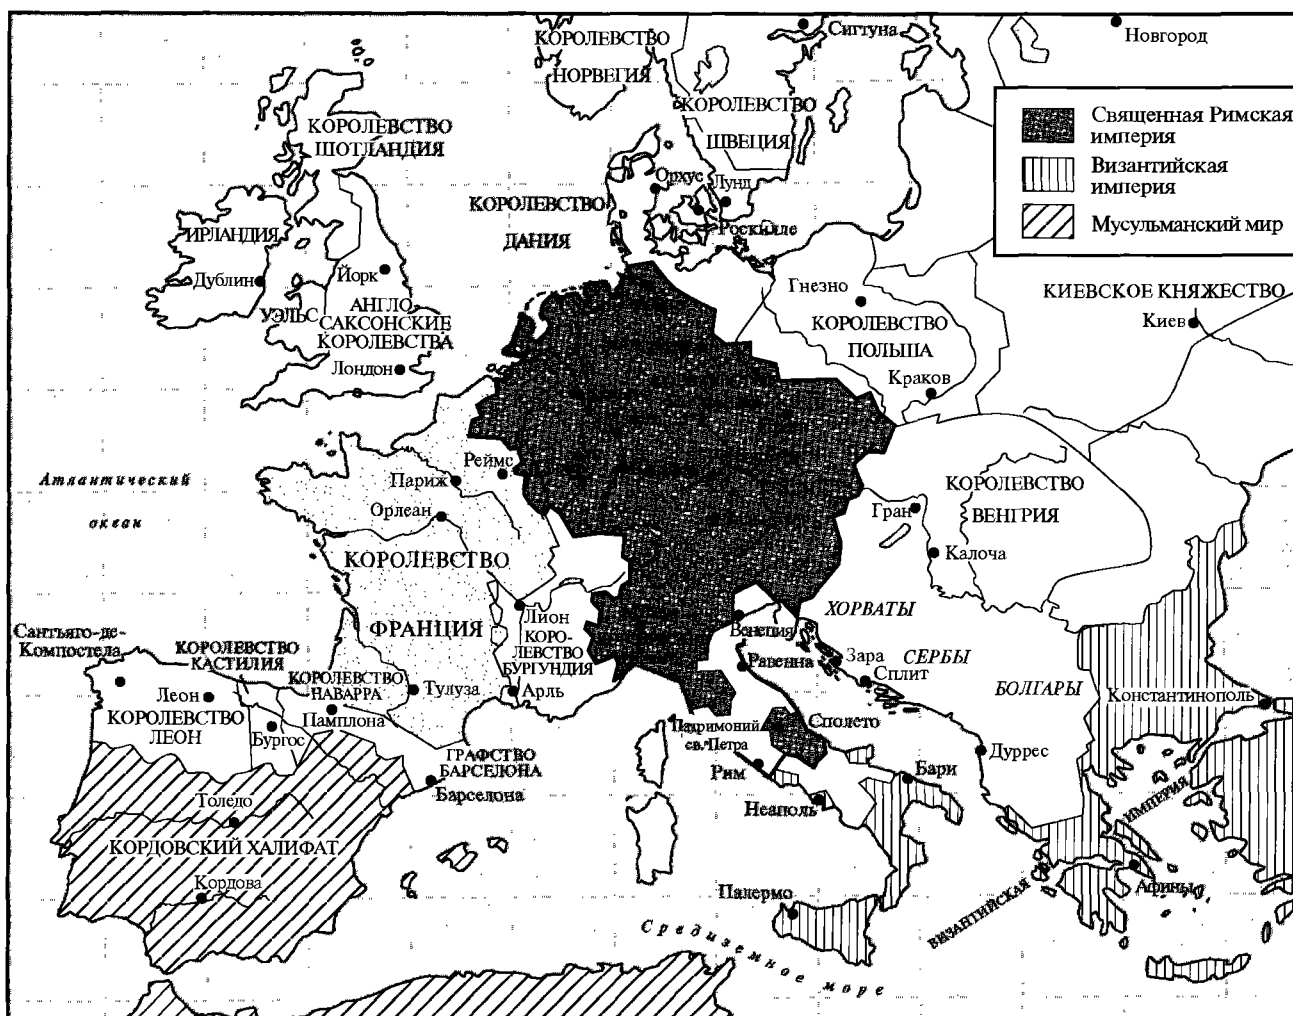 КОРОЛЕВСТВО
НОРВЕГИЯ
Сигтуна
Новгород
КОРОЛЕВСТВО
ШВЕЦИЯ
Священная Римская
империя
Византийская
империя
Мусульманский мир
КОРОЛЕВСТВО
ШОТЛАНДИЯ
Орхус
Лунд
КОРОЛЕВСТВО
ДАНИЯ
Роскилле
ИРЛАНДИЯ
Дублин
Йорк
УЭЛЬС
АНГЛО
САКСОНСКИЕ
КОРОЛЕВСТВА
Лондон
Гнезно
КОРОЛЕВСТВО
ПОЛЬША
Краков
КИЕВСКОЕ КНЯЖЕСТВО
Киев
Атлантический
океан
Реймс
Париж
Орлеан
КОРОЛЕВСТВО
ФРАНЦИЯ
Лион
КОРО-
ЛЕВСТВО
БУРГУНДИЯ
Арль
Тулуза
Гран
КОРОЛЕВСТВО
ВЕНГРИЯ
Калоча
ХОРВАТЫ
СЕРБЫ
БОЛГАРЫ
Венеция
Равенна
Зара
Сплит
Сантьяго-де-
Компостела
КОРОЛЕВСТВО
КАСТИЛИЯ
КОРОЛЕВСТВО
НАВАРРА
Леон
КОРОЛЕВСТВО
ЛЕОН
Бургос
Памплона
ГРАФСТВО
БАРСЕЛОНА
Барселона
Толедо
КОРДОВСКИЙ ХАЛИФАТ
Кордова
Патримоний
св. Петра
Сполето
Рим
Неаполь
Бари
Дуррес
Константинополь
Палермо
ВИЗАНТИЙСКАЯ
ИМПЕРИЯ
Афины
Средиземное море